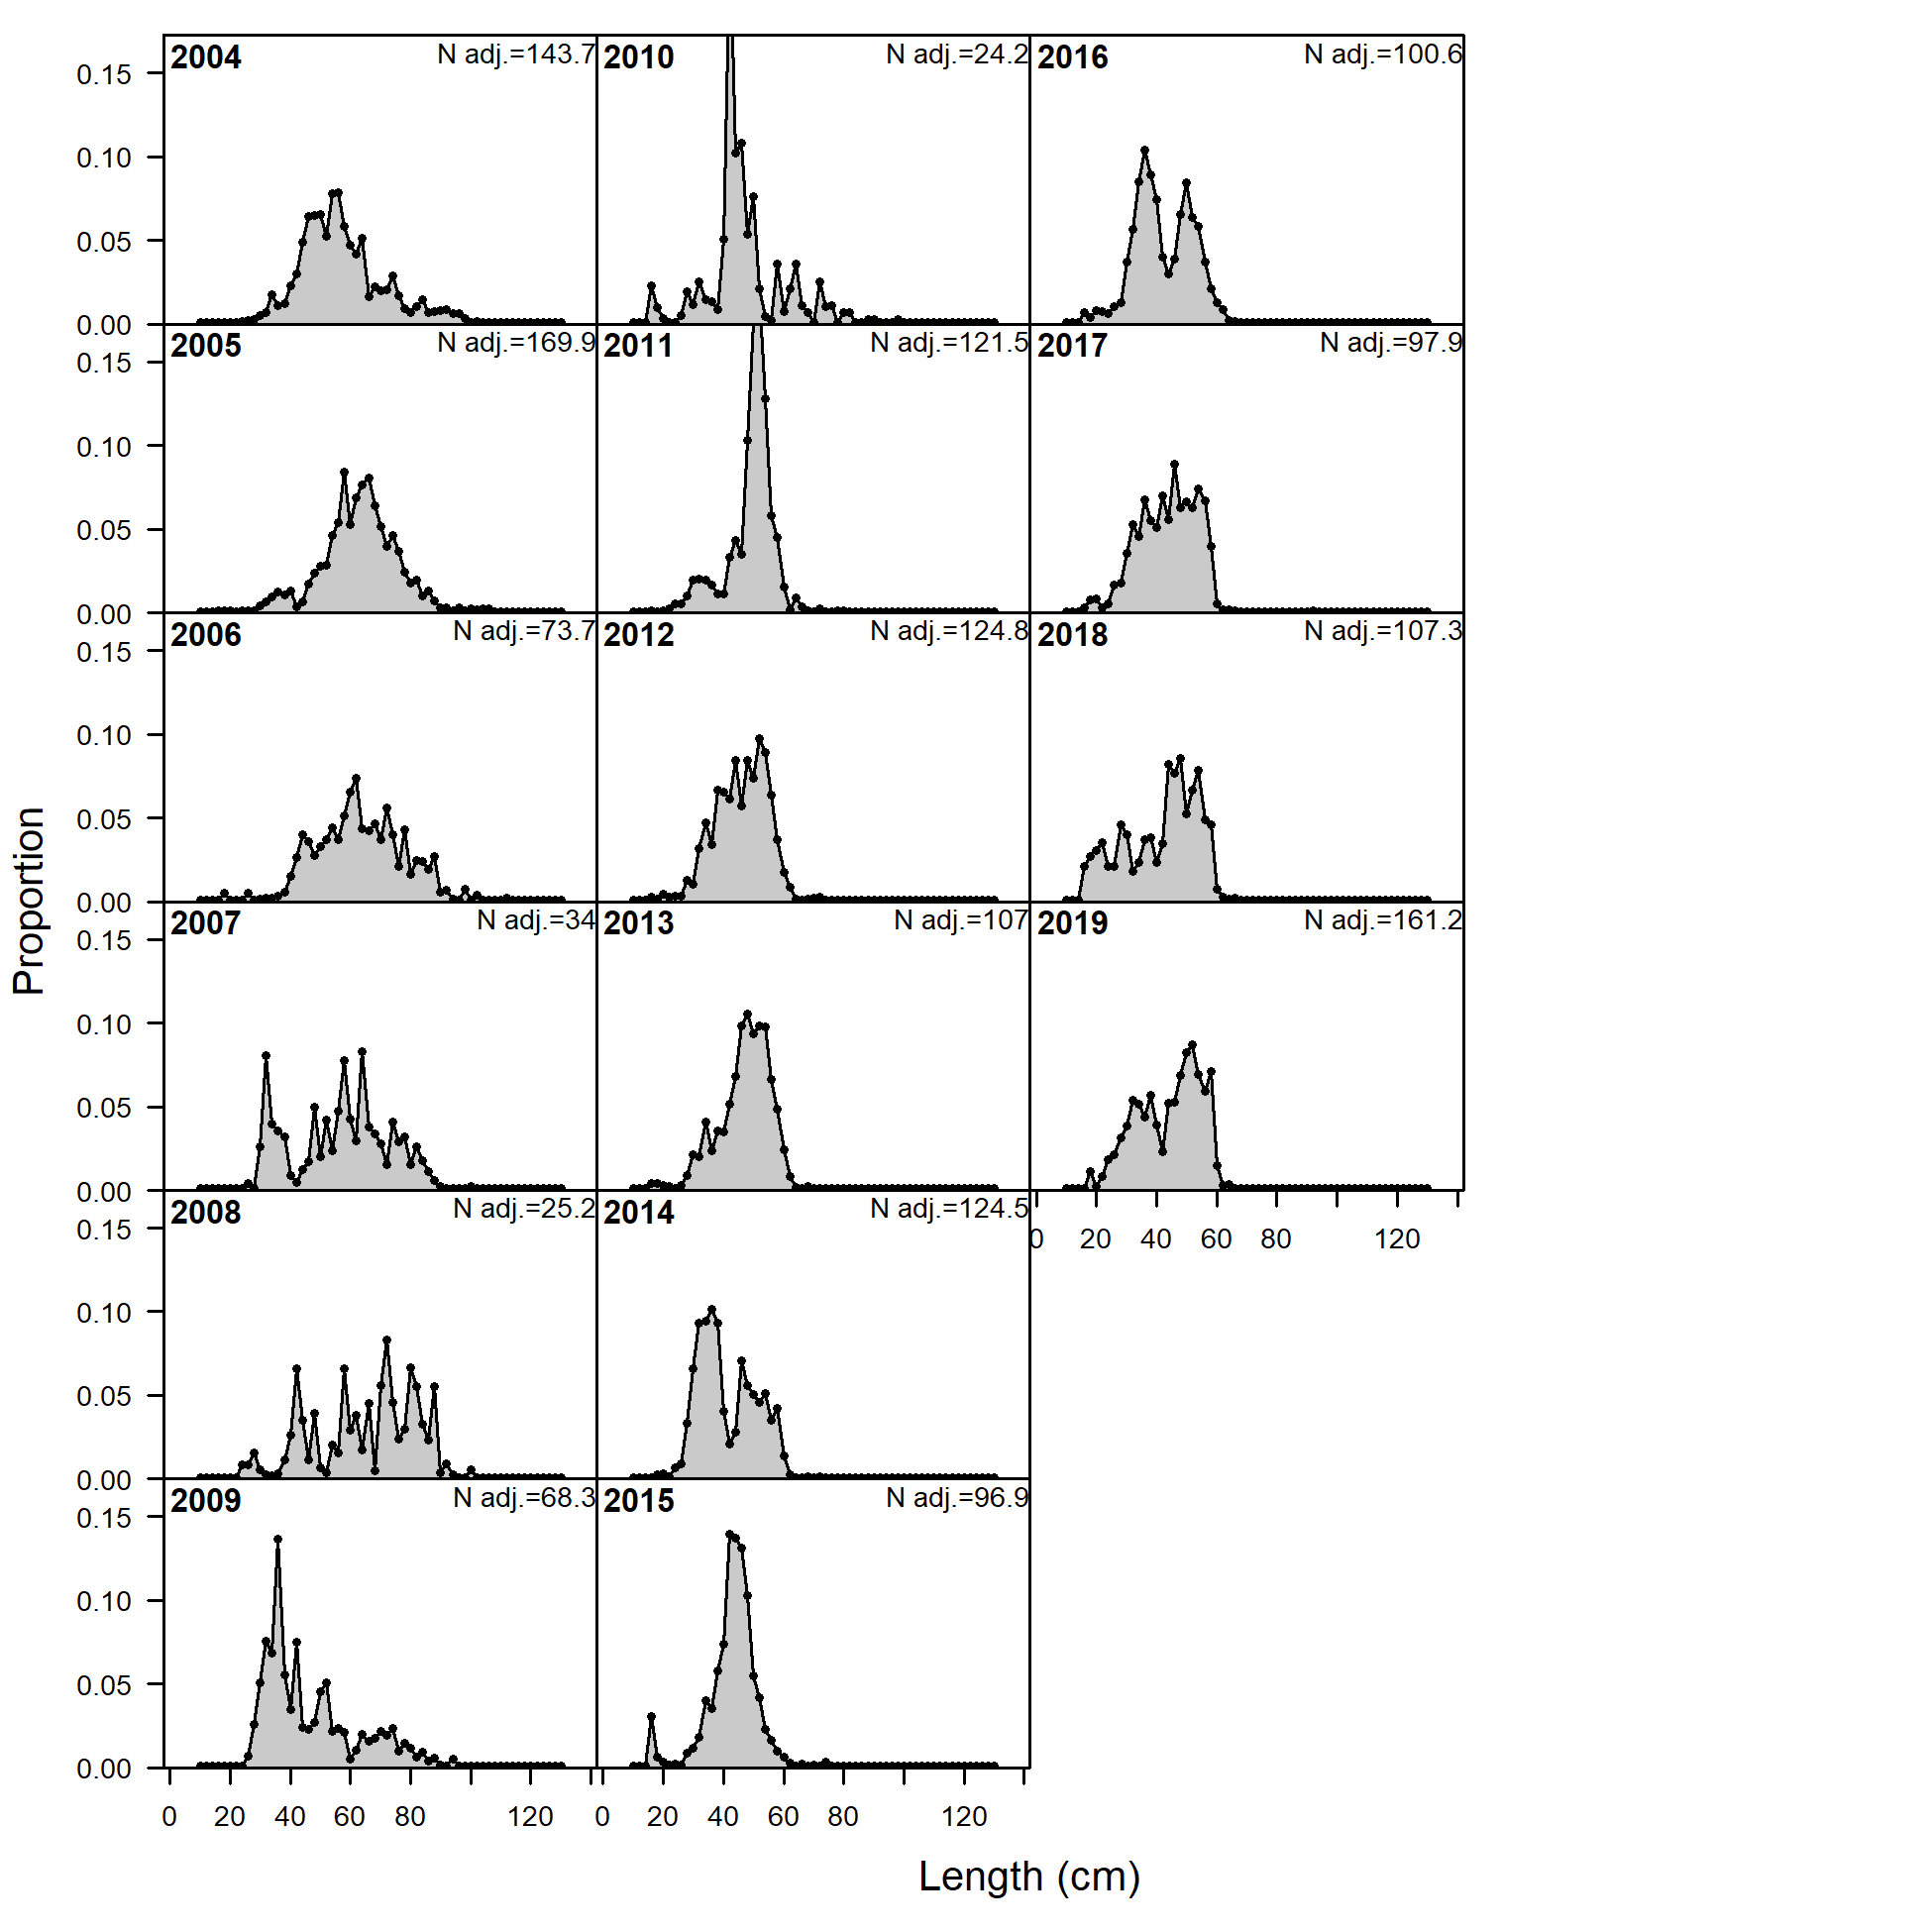 2004 N adj.=143.7 2010 N adj.=24.2 2016 N adj.=100.6
0.15
0.10
0.05
0.00
2005 N adj.=169.9 2011 N adj.=121.5 2017 N adj.=97.9
0.15
0.10
0.05
0.00
2006 N adj.=73.7 2012 N adj.=124.8 2018 N adj.=107.3
0.15
0.10
0.05
0.00
2007 N adj.=34 2013 N adj.=107 2019 N adj.=161.2
0.15
0.10
0.05
0.00
2008 N adj.=25.2 2014 N adj.=124.5
0 20 40 60 80 120
0.15
0.10
0.05
0.00
2009 N adj.=68.3 2015 N adj.=96.9
0.15
0.10
0.05
0.00
0 20 40 60 80 120 0 20 40 60 80 120
Proportion
Length (cm)